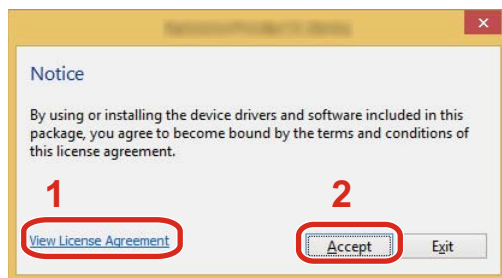 Notice
By using or installing the device drivers and software included in this
package, you agree to become bound by the terms and conditions of
this license agreement.
1
2
View License Agreement
Accept
Exit